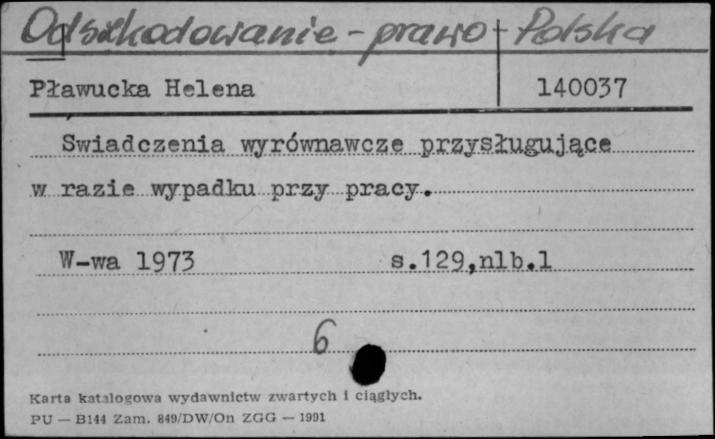 Odszkodowanie - prawo - Polska
Pławucka Helena 140037
Świadczenia wyrównawcze przysługujące
w razie wypadku przy pracy.
W-wa 1973 s.129,nlb.1
6
Karta katalogowa wydawnictw zwartych i ciągłych.
PU — B144 Zam. 849/DW/On ZGG — 1991